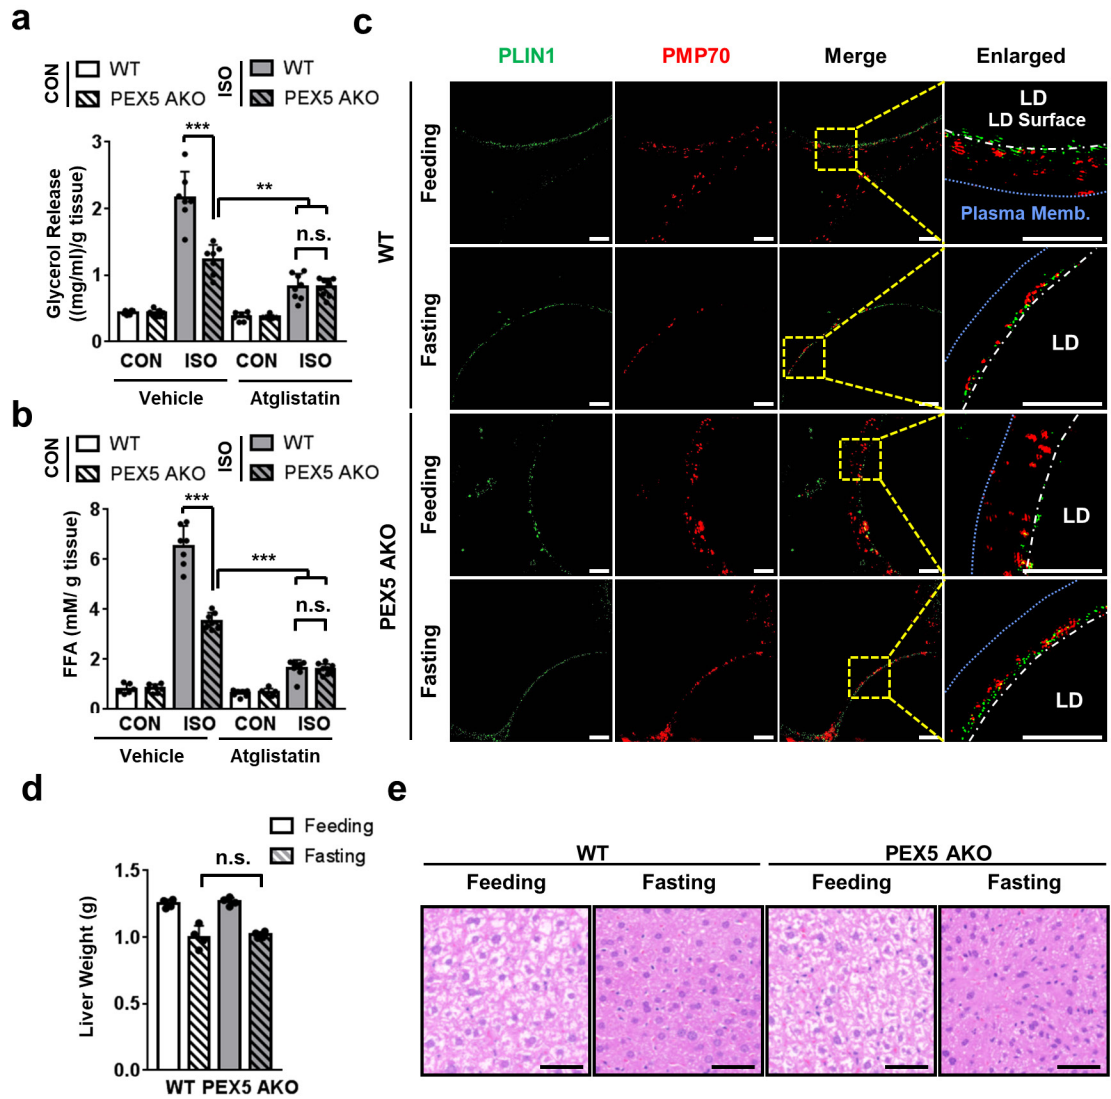 a
CON
WT
PEX5 AKO
ISO
WT
PEX5 AKO
Glycerol Release
((mg/ml)/g tissue)
3
2
1
0
***
**
n.s.
CON
ISO
CON
ISO
Vehicle
Atglistatin
b
CON
WT
PEX5 AKO
ISO
WT
PEX5 AKO
FFA (mM/ g tissue)
8
6
4
2
0
***
***
n.s.
CON
ISO
CON
ISO
Vehicle
Atglistatin
c
PLIN1
PMP70
Merge
Enlarged
WT
Feeding
LD
LD Surface
Plasma Memb.
Fasting
LD
PEX5 AKO
Feeding
LD
Fasting
LD
d
Feeding
Fasting
Liver Weight (g)
1.5
1.0
0.5
0.0
n.s.
WT PEX5 AKO
e
WT
PEX5 AKO
Feeding
Fasting
Feeding
Fasting